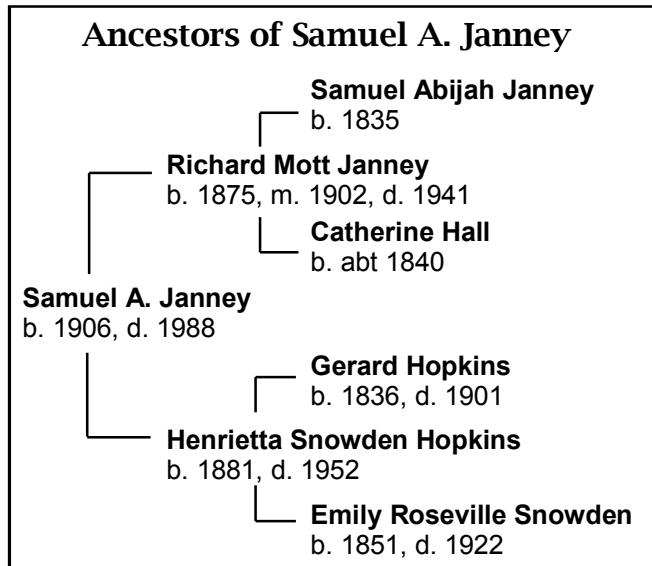 Ancestors of Samuel A. Janney
Samuel Abijah Janney
b. 1835
Richard Mott Janney
b. 1875, m. 1902, d. 1941
Catherine Hall
b. abt 1840
Samuel A. Janney
b. 1906, d. 1988
Gerard Hopkins
b. 1836, d. 1901
Henrietta Snowden Hopkins
b. 1881, d. 1952
Emily Roseville Snowden
b. 1851, d. 1922